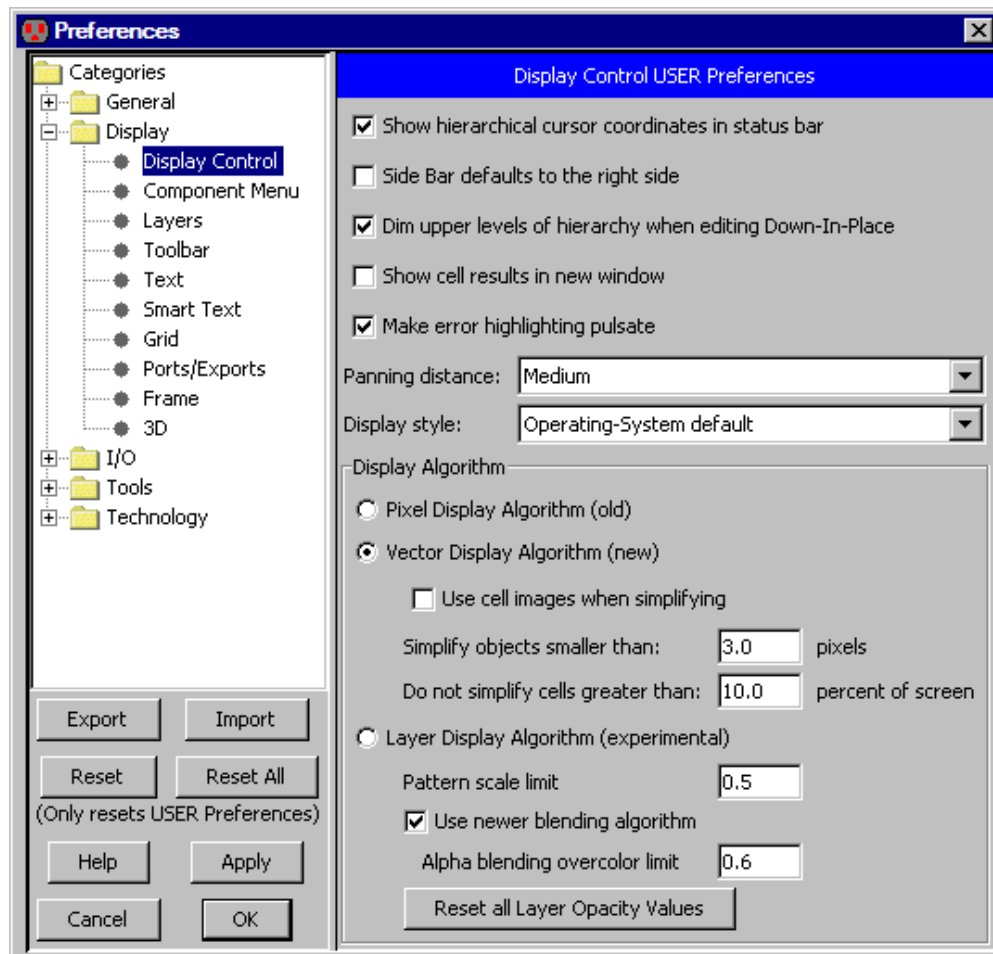 Preferences
Categories
General
Display
Display Control
Component Menu
Layers
Toolbar
Text
Smart Text
Grid
Ports/Exports
Frame
3D
I/O
Tools
Technology
Export Import
Reset Reset All
(Only resets USER Preferences)
Help Apply
Cancel OK
Display Control USER Preferences
Show hierarchical cursor coordinates in status bar
Side Bar defaults to the right side
Dim upper levels of hierarchy when editing Down-In-Place
Show cell results in new window
Make error highlighting pulsate
Panning distance: Medium
Display style: Operating-System default
Display Algorithm
Pixel Display Algorithm (old)
Vector Display Algorithm (new)
Use cell images when simplifying
Simplify objects smaller than: 3.0 pixels
Do not simplify cells greater than: 10.0 percent of screen
Layer Display Algorithm (experimental)
Pattern scale limit 0.5
Use newer blending algorithm
Alpha blending overcolor limit 0.6
Reset all Layer Opacity Values